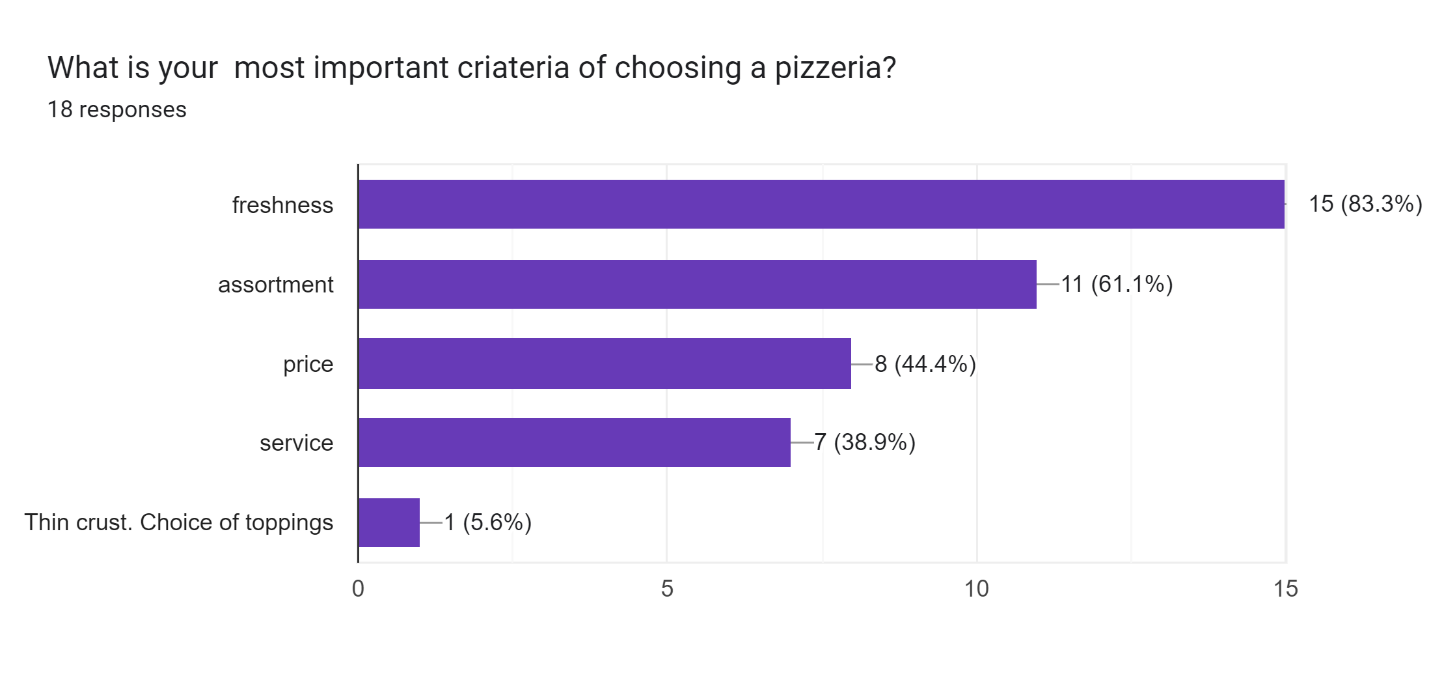 What is your  most important criateria of choosing a pizzeria?
18 responses
freshness 15 (83.3%)
assortment 11 (61.1%)
price 8 (44.4%)
service 7 (38.9%)
Thin crust. Choice of toppings 1 (5.6%)
0 5 10 15